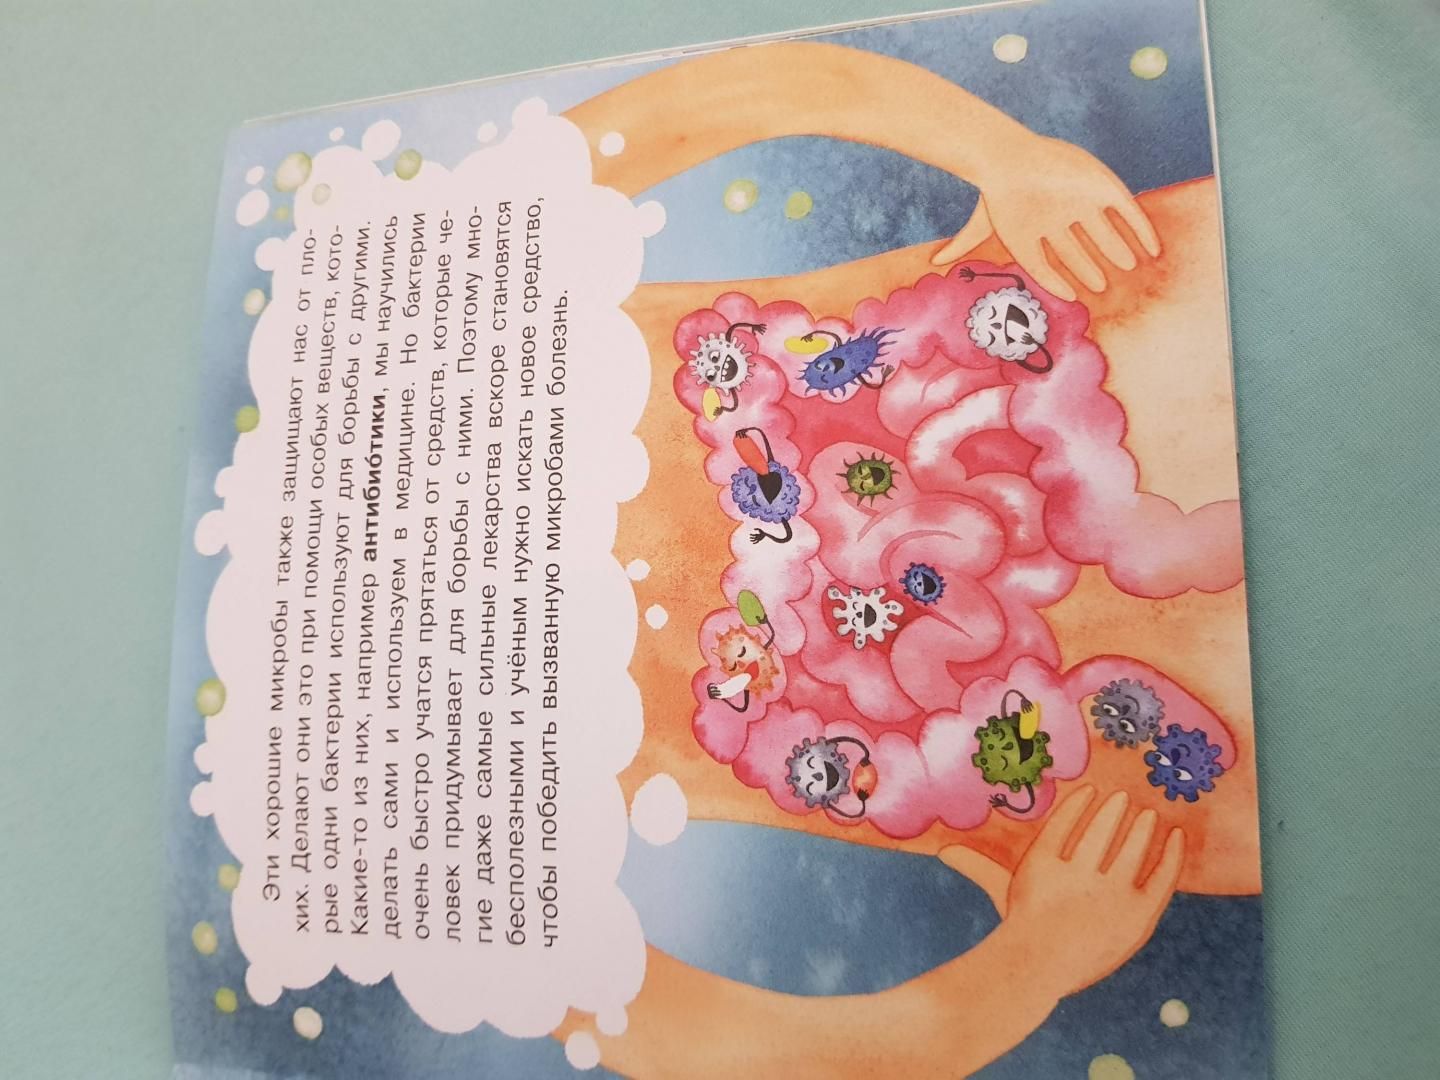 Эти хорошие микробы также защищают нас от пло-
хих. Делают они это при помощи особых веществ, кото-
рые одни бактерии используют для борьбы с другими.
Какие-то из них, например антибио́тики, мы научились
делать сами и используем в медицине. Но бактерии
очень быстро учатся прятаться от средств, которые че-
ловек придумывает для борьбы с ними. Поэтому мно-
гие даже самые сильные лекарства вскоре становятся
бесполезными и учёным нужно искать новое средство,
чтобы победить вызванную микробами болезнь.